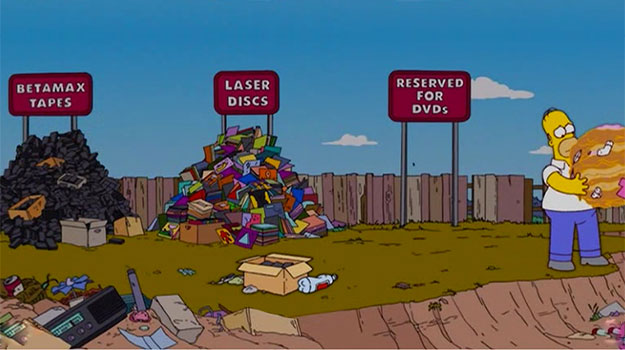 BETAMAX
TAPES
LASER
DISCS
RESERVED
FOR
DVDs